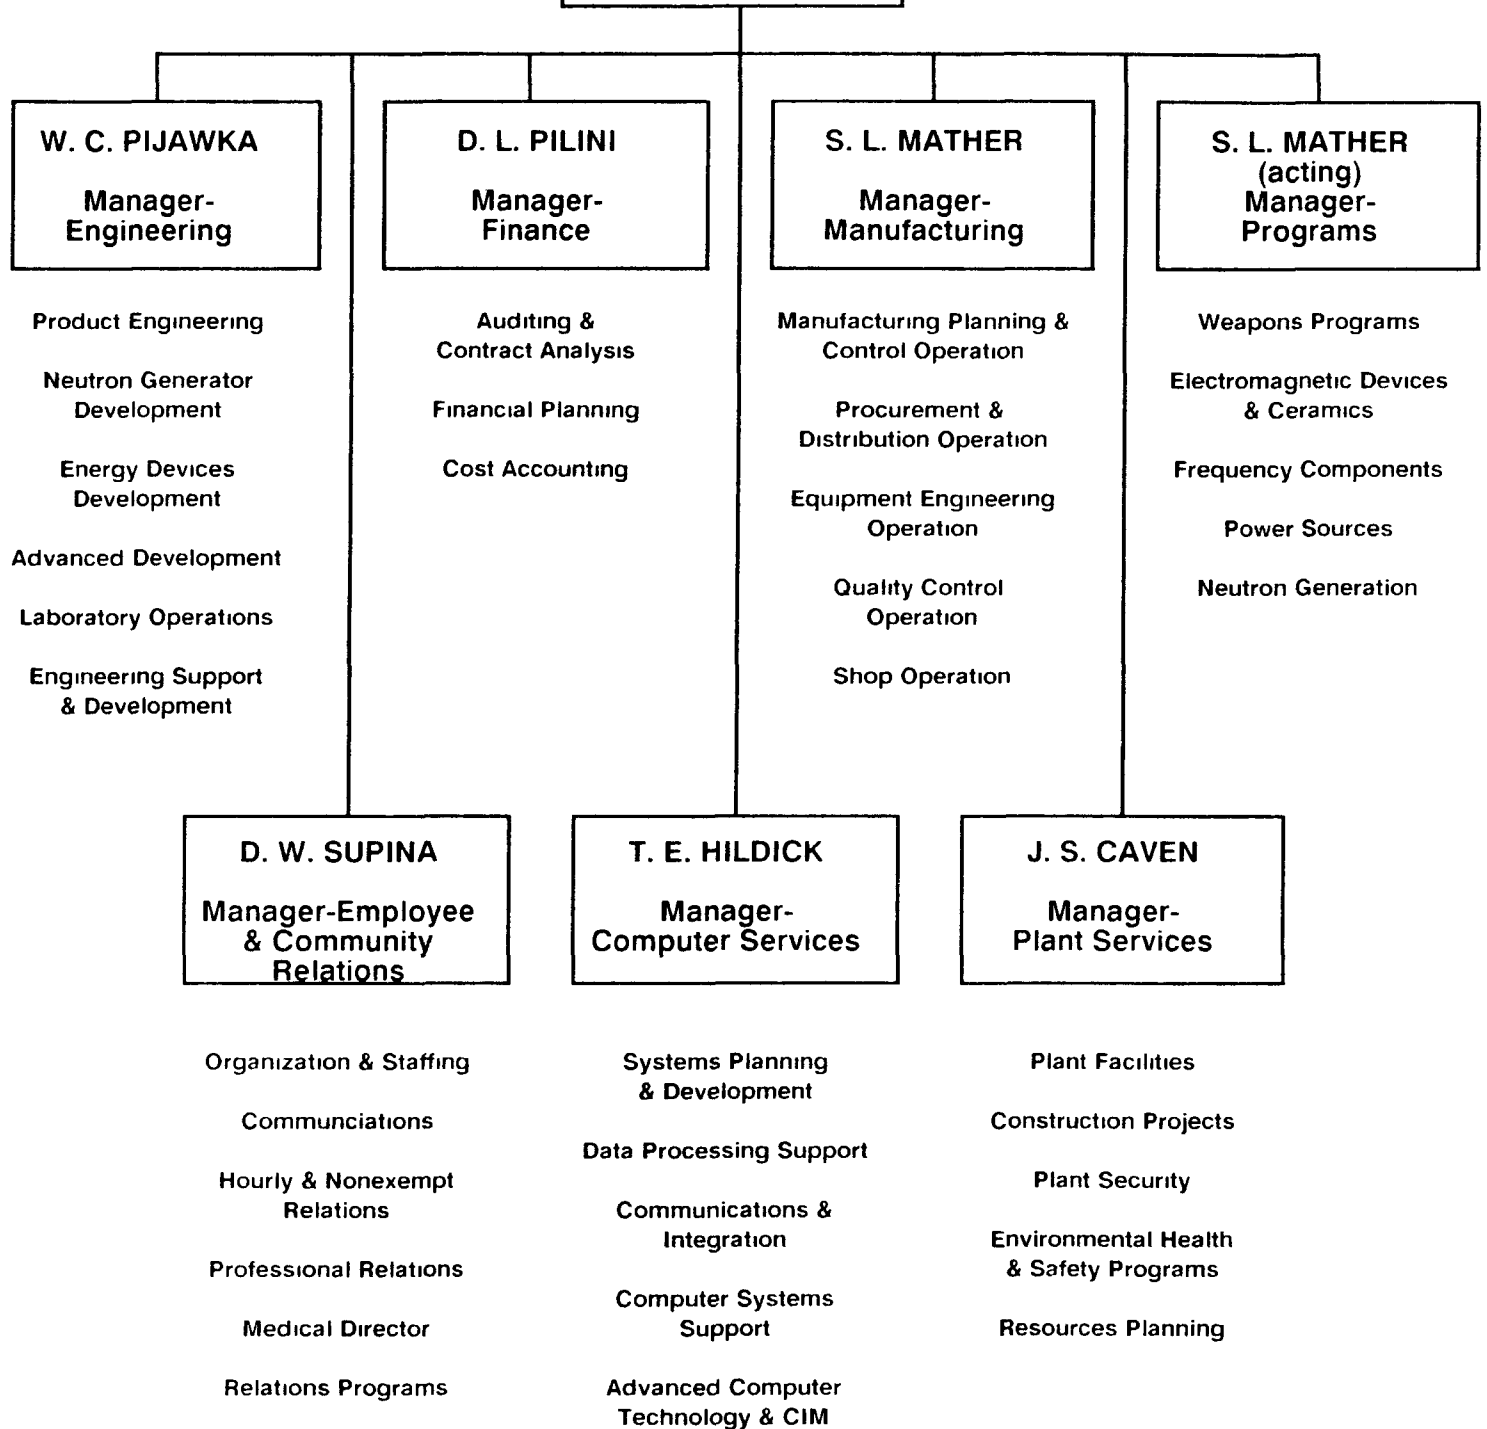 W. C. PIJAWKA
Manager-
Engineering
Product Engineering
Neutron Generator
Development
Energy Devices
Development
Advanced Development
Laboratory Operations
Engineering Support
& Development
D. L. PILINI
Manager-
Finance
Auditing &
Contract Analysis
Financial Planning
Cost Accounting
S. L. MATHER
Manager-
Manufacturing
Manufacturing Planning &
Control Operation
Procurement &
Distribution Operation
Equipment Engineering
Operation
Quality Control
Operation
Shop Operation
S. L. MATHER
(acting)
Manager-
Programs
Weapons Programs
Electromagnetic Devices
& Ceramics
Frequency Components
Power Sources
Neutron Generation
D. W. SUPINA
Manager-Employee
& Community
Relations
Organization & Staffing
Communciations
Hourly & Nonexempt
Relations
Professional Relations
Medical Director
Relations Programs
T. E. HILDICK
Manager-
Computer Services
Systems Planning
& Development
Data Processing Support
Communications &
Integration
Computer Systems
Support
Advanced Computer
Technology & CIM
J. S. CAVEN
Manager-
Plant Services
Plant Facilities
Construction Projects
Plant Security
Environmental Health
& Safety Programs
Resources Planning